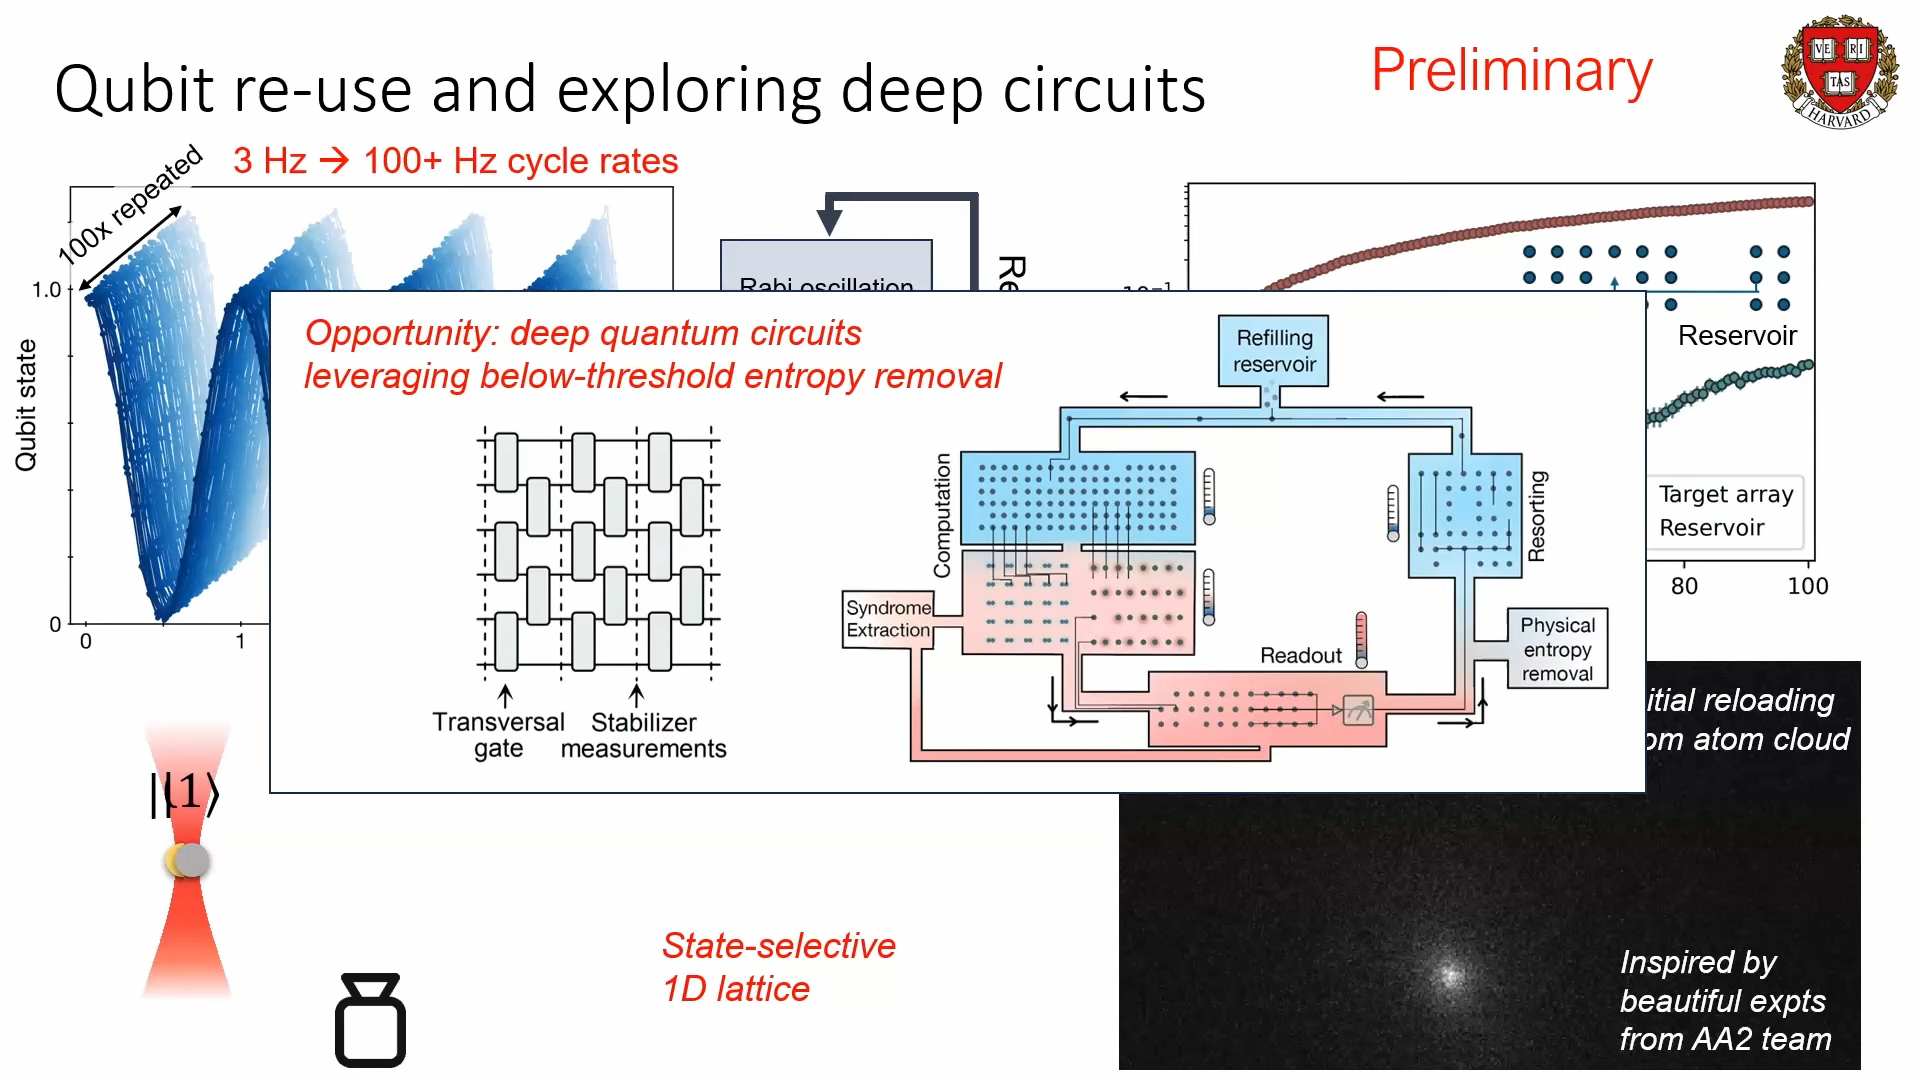 Qubit re-use and exploring deep circuits
Preliminary
VE RI
TAS
HARVARD
3 Hz → 100+ Hz cycle rates
100x repeated
1.0
Qubit state
0
0
1
Rabi oscillation
Re
10⁻¹
Reservoir
Target array
Reservoir
80
100
Opportunity: deep quantum circuits
leveraging below-threshold entropy removal
Transversal
gate
Stabilizer
measurements
Refilling
reservoir
Computation
Resorting
Syndrome
Extraction
Readout
Physical
entropy
removal
itial reloading
om atom cloud
|1⟩
State-selective
1D lattice
Inspired by
beautiful expts
from AA2 team